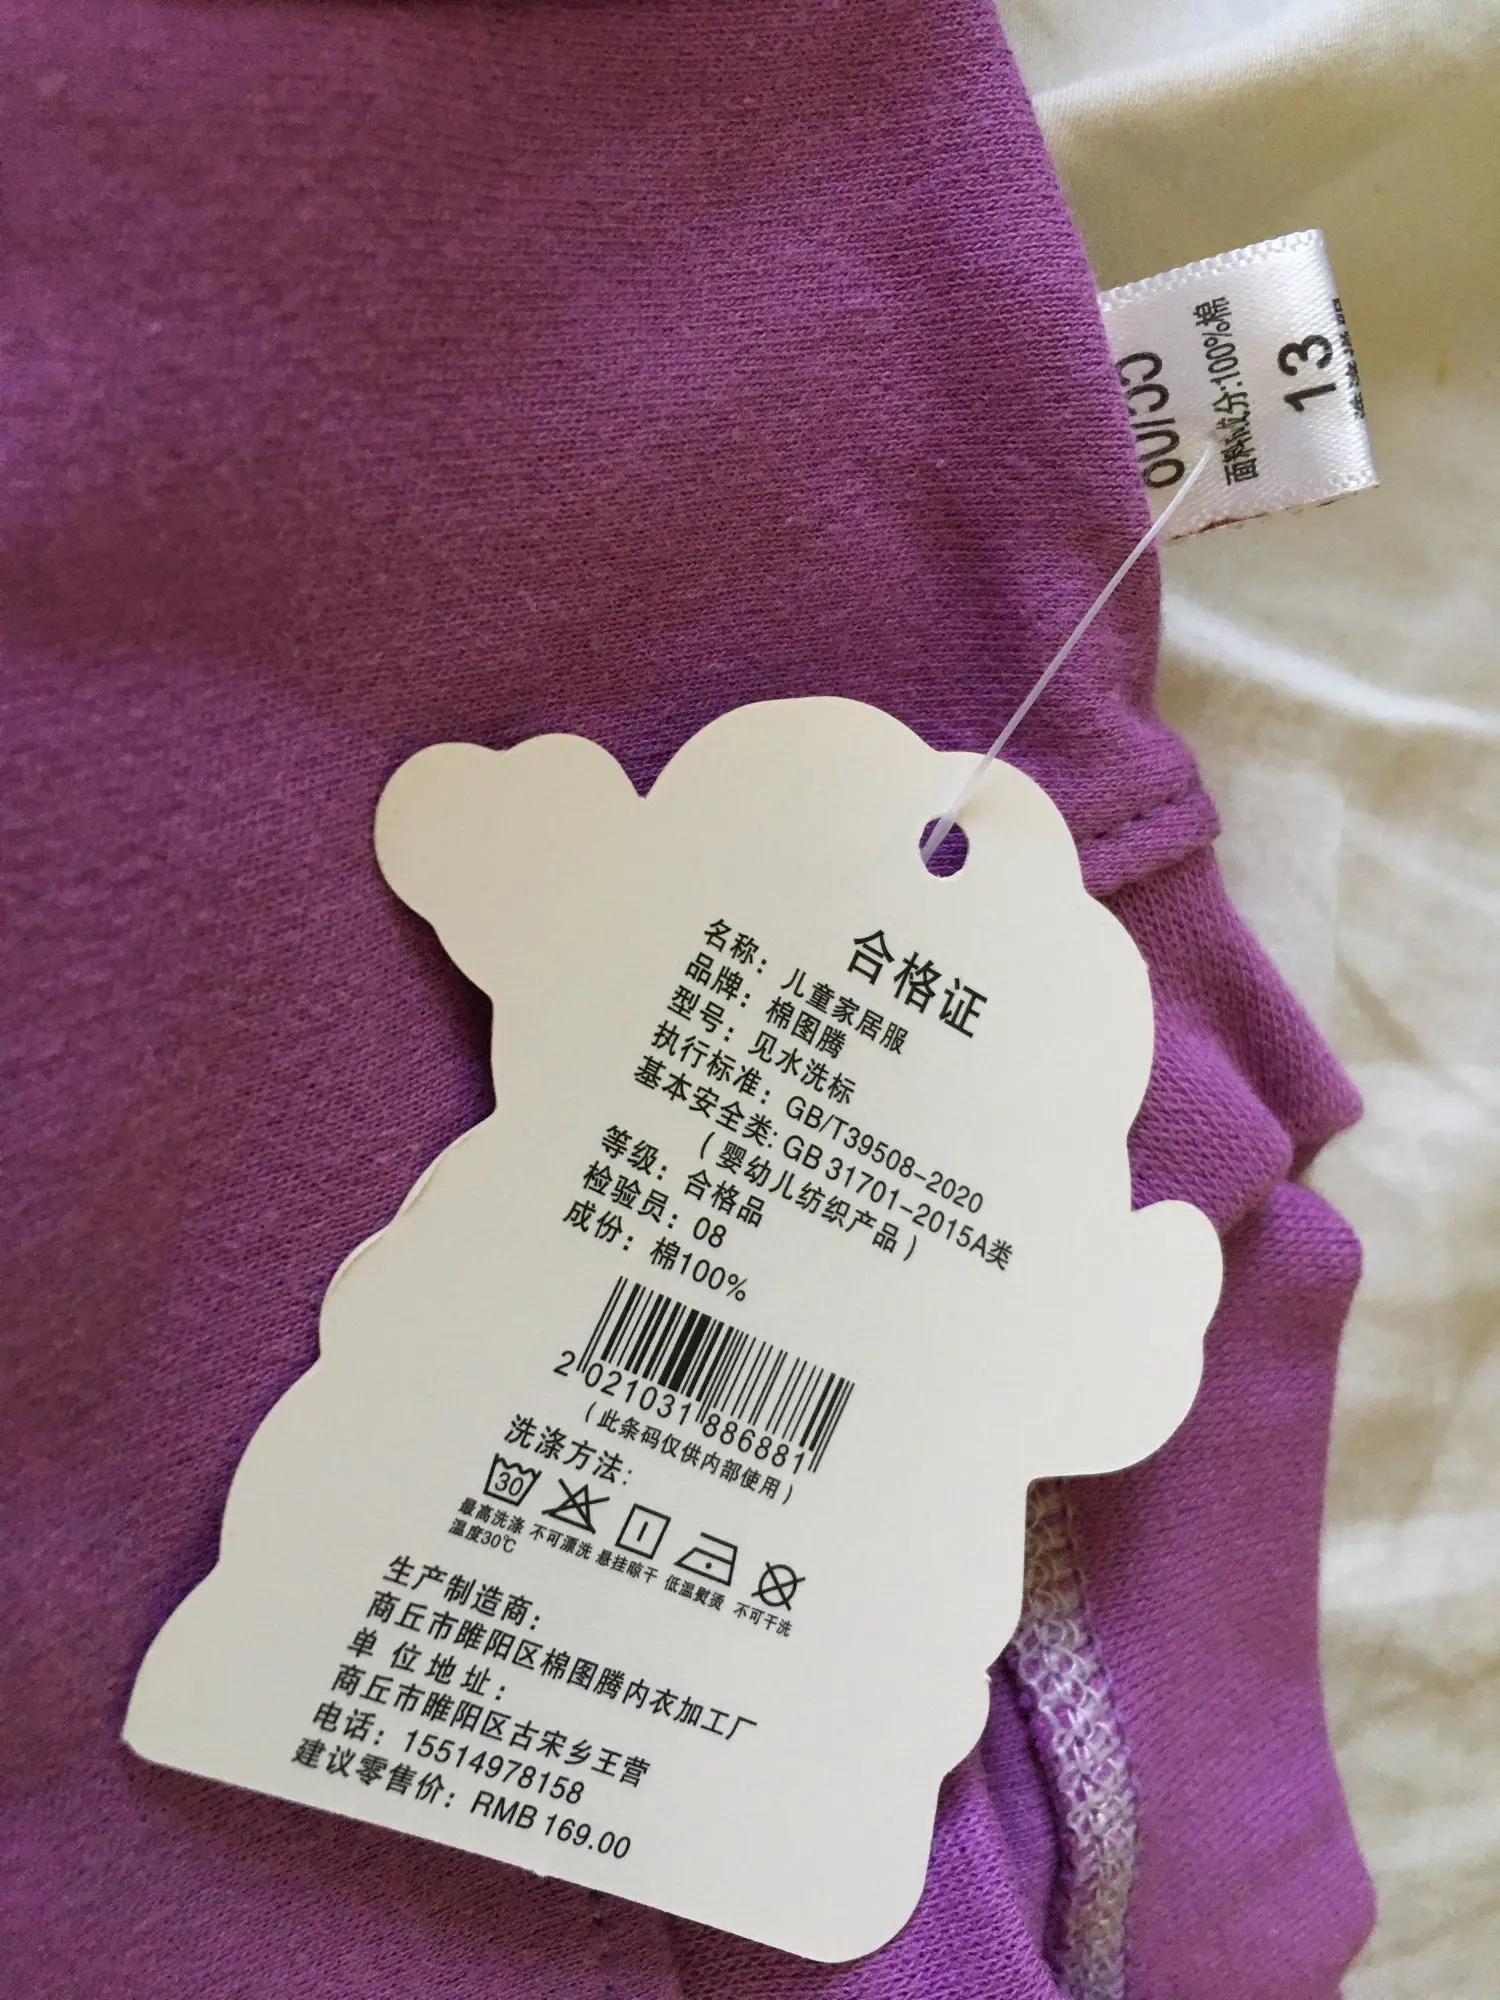 面料成分:100%棉
13
合格证
名称：儿童家居服
品牌：棉图腾
型号：见水洗标
执行标准：GB/T39508-2020
基本安全类:GB 31701-2015A类
(婴幼儿纺织产品)
等级：合格品
检验员：08
成份：棉100%
2 021031 886881
(此条码仅供内部使用)
洗涤方法:
30
最高洗涤 不可漂洗 悬挂晾干 低温熨烫 不可干洗
温度30℃
生产制造商:
商丘市睢阳区棉图腾内衣加工厂
单位地址:
商丘市睢阳区古宋乡王营
电话：15514978158
建议零售价：RMB 169.00